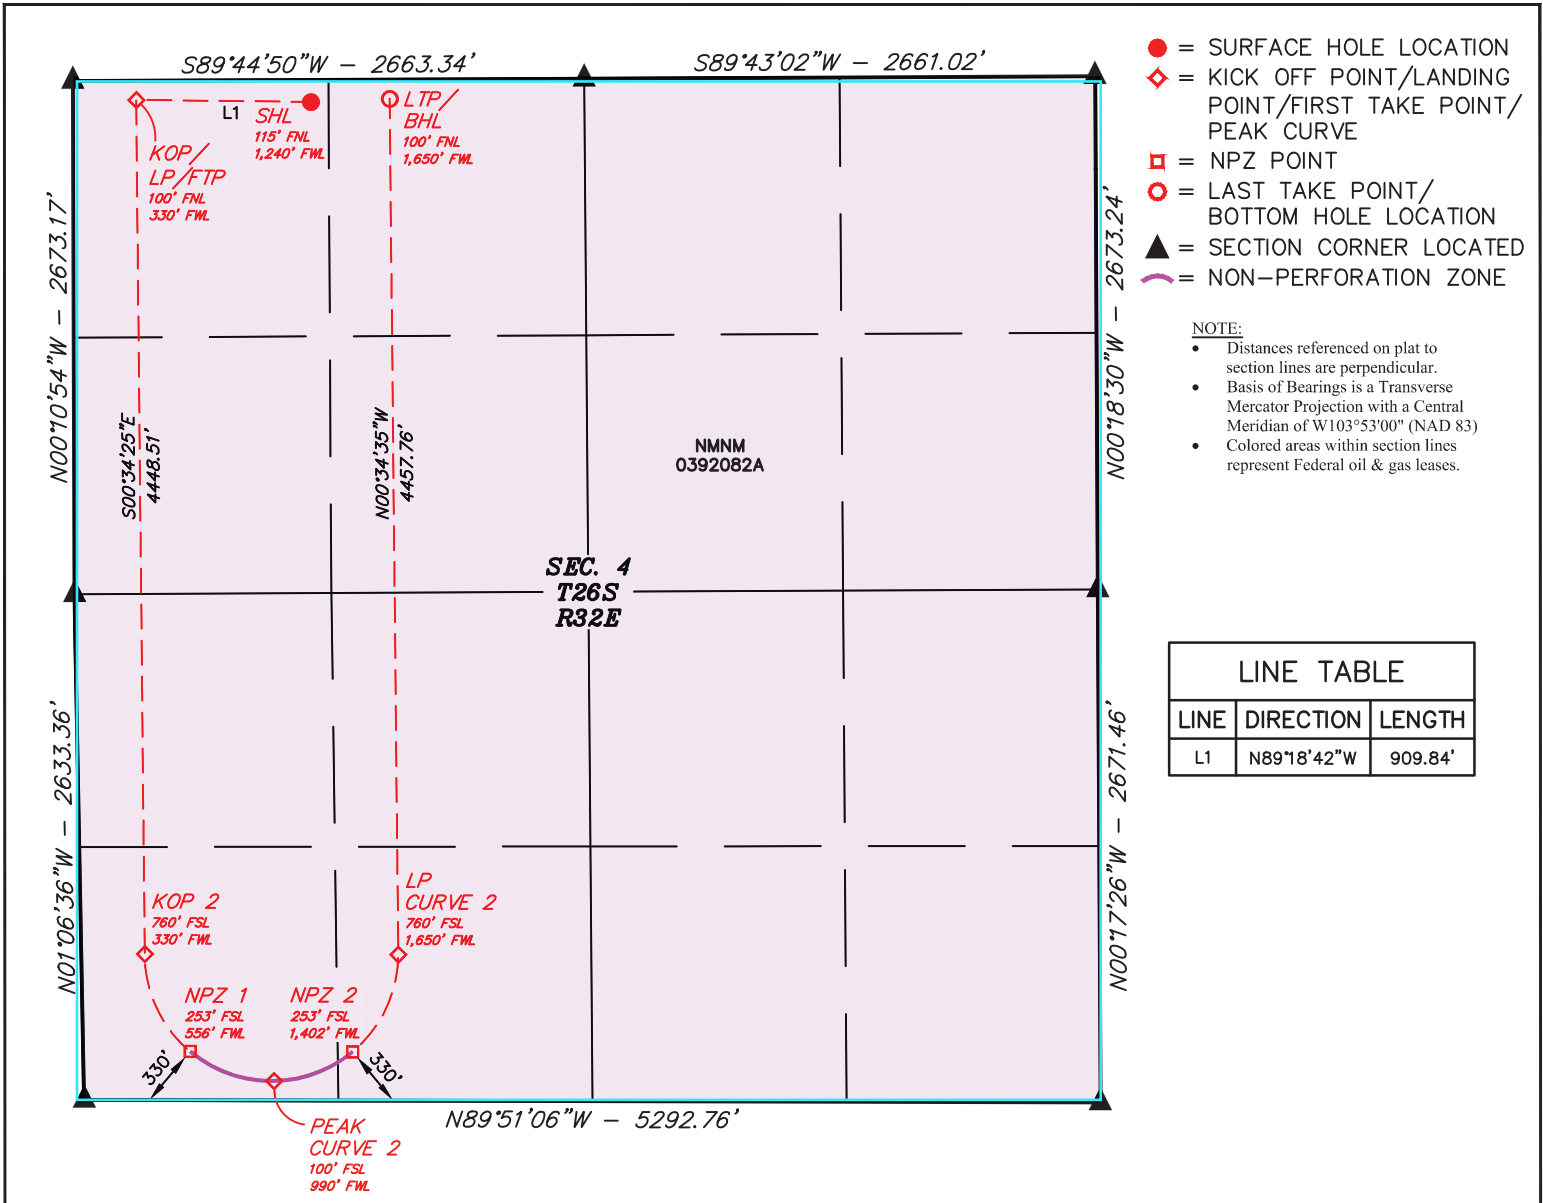 S89°44'50"W - 2663.34'
S89°43'02"W - 2661.02'
L1
SHL
115' FNL
1,240' FWL
LTP/
BHL
100' FNL
1,650' FWL
KOP/
LP/FTP
100' FNL
330' FWL
N00°10'54"W - 2673.17'
N01°06'36"W - 2633.36'
S00°34'25"E
4448.51'
N00°34'35"W
4457.76'
NMNM
0392082A
SEC. 4
T26S
R32E
N00°18'30"W - 2673.24'
N00°17'26"W - 2671.46'
KOP 2
760' FSL
330' FWL
LP
CURVE 2
760' FSL
1,650' FWL
NPZ 1
253' FSL
556' FWL
NPZ 2
253' FSL
1,402' FWL
330'
330'
N89°51'06"W - 5292.76'
PEAK
CURVE 2
100' FSL
990' FWL
= SURFACE HOLE LOCATION
= KICK OFF POINT/LANDING
POINT/FIRST TAKE POINT/
PEAK CURVE
= NPZ POINT
= LAST TAKE POINT/
BOTTOM HOLE LOCATION
= SECTION CORNER LOCATED
= NON-PERFORATION ZONE
NOTE:
• Distances referenced on plat to
section lines are perpendicular.
• Basis of Bearings is a Transverse
Mercator Projection with a Central
Meridian of W103°53'00" (NAD 83)
• Colored areas within section lines
represent Federal oil & gas leases.
LINE TABLE
LINE DIRECTION LENGTH
L1 N89°18'42"W 909.84'